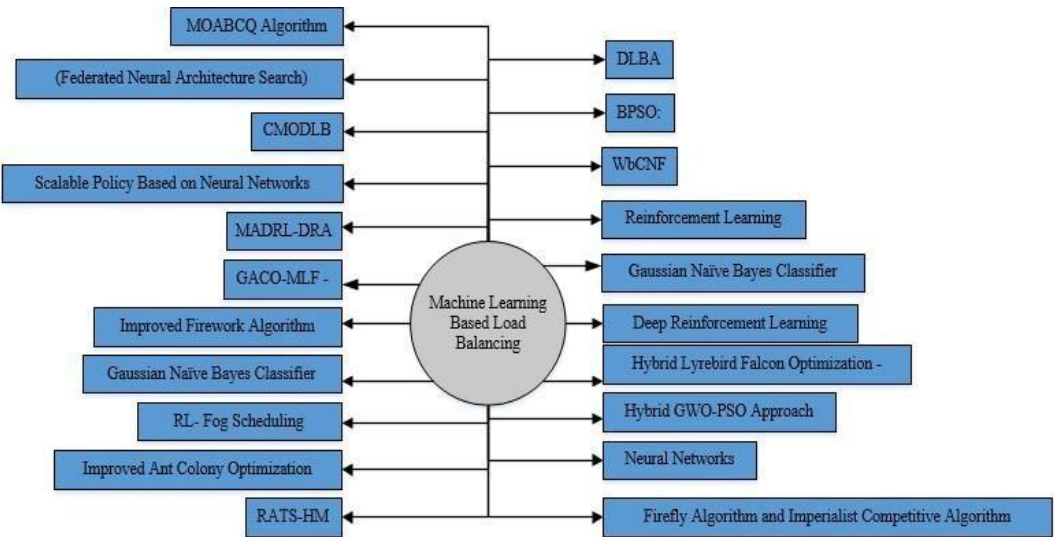 MOABCQ Algorithm
(Federated Neural Architecture Search)
CMODLB
Scalable Policy Based on Neural Networks
MADRL-DRA
GACO-MLF -
Improved Firework Algorithm
Gaussian Naïve Bayes Classifier
RL- Fog Scheduling
Improved Ant Colony Optimization
RATS-HM
Machine Learning
Based Load
Balancing
DLBA
BPSO:
WbCNF
Reinforcement Learning
Gaussian Naïve Bayes Classifier
Deep Reinforcement Learning
Hybrid Lyrebird Falcon Optimization -
Hybrid GWO-PSO Approach
Neural Networks
Firefly Algorithm and Imperialist Competitive Algorithm